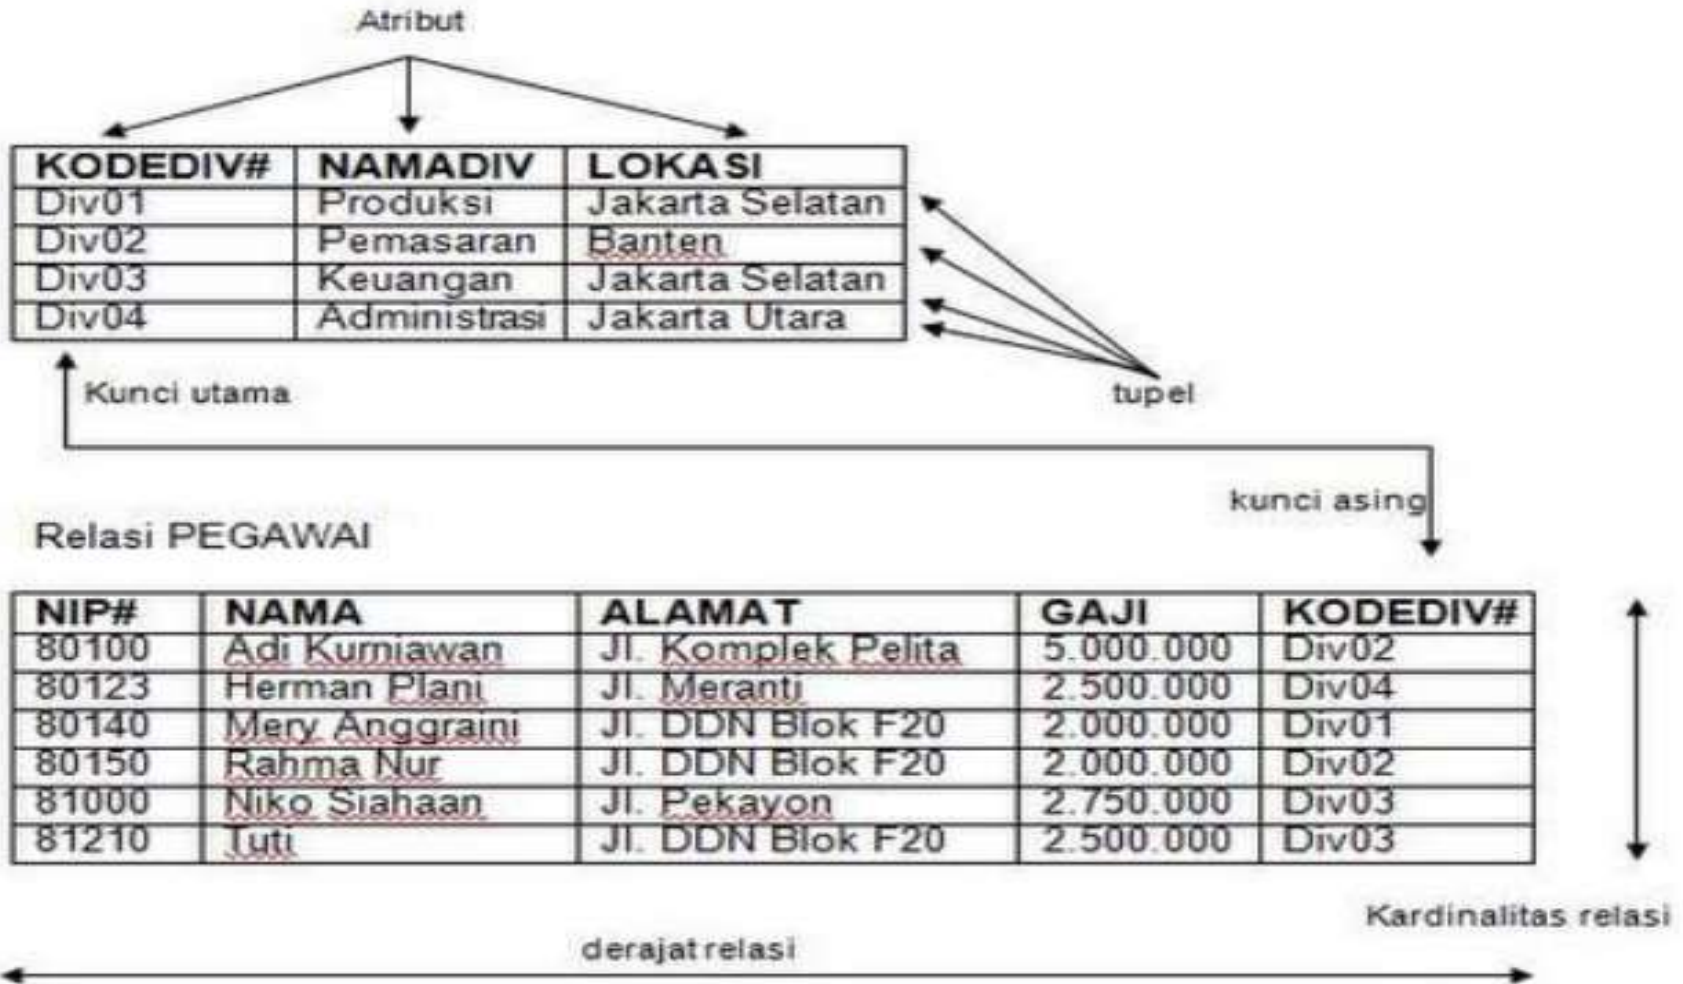 Atribut
KODEDIV# NAMADIV LOKASI
Div01 Produksi Jakarta Selatan
Div02 Pemasaran Banten
Div03 Keuangan Jakarta Selatan
Div04 Administrasi Jakarta Utara
Kunci utama
tupel
kunci asing
Relasi PEGAWAI
NIP# NAMA ALAMAT GAJI KODEDIV#
80100 Adi Kurniawan Jl. Komplek Pelita 5.000.000 Div02
80123 Herman Plani Jl. Meranti 2.500.000 Div04
80140 Mery Anggraini Jl. DDN Blok F20 2.000.000 Div01
80150 Rahma Nur Jl. DDN Blok F20 2.000.000 Div02
81000 Niko Siahaan Jl. Pekayon 2.750.000 Div03
81210 Tuti Jl. DDN Blok F20 2.500.000 Div03
Kardinalitas relasi
derajat relasi